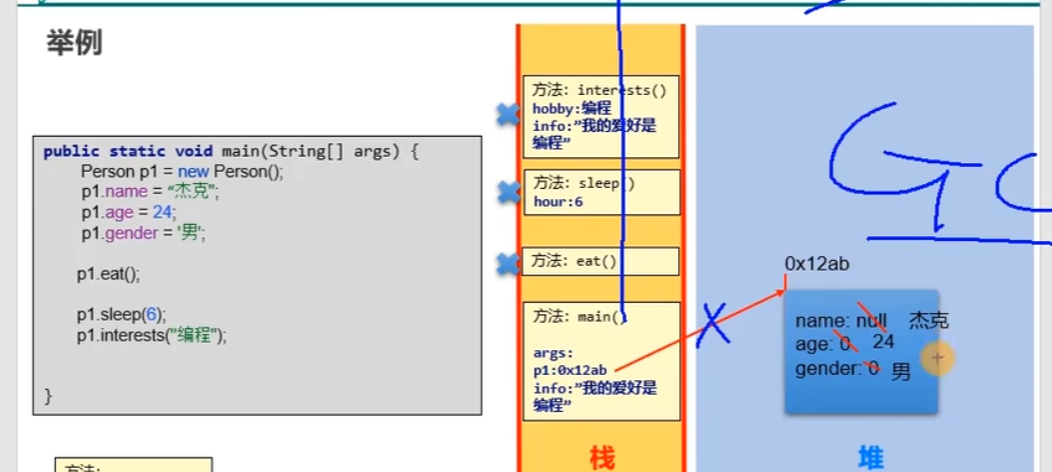 举例
public static void main(String[] args) {
Person p1 = new Person();
p1.name = “杰克”;
p1.age = 24;
p1.gender = '男';
p1.eat();
p1.sleep(6);
p1.interests("编程");
}
方法:
方法: interests()
hobby:编程
info:”我的爱好是
编程”
方法: sleep()
hour:6
方法: eat()
方法: main()
args:
p1:0x12ab
info:”我的爱好是
编程”
栈
GC
0x12ab
name: null 杰克
age: 0 24
gender: 0 男
堆